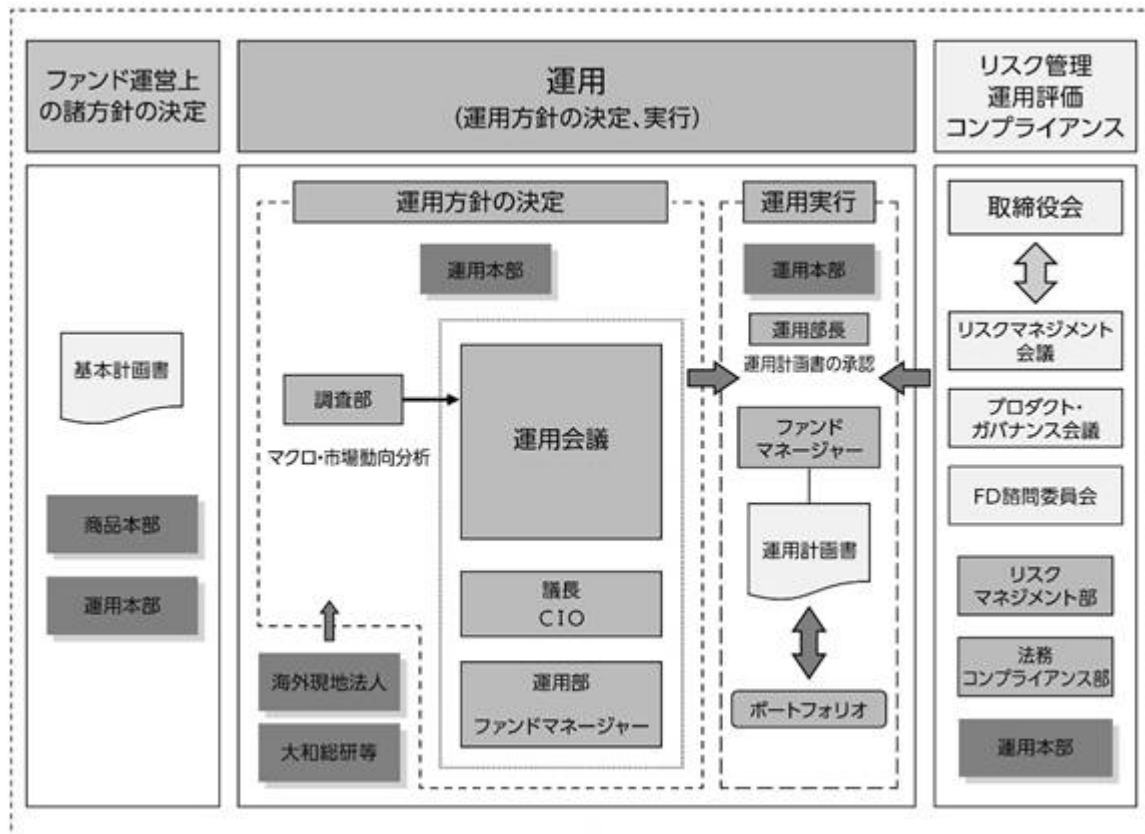 ファンド運営上
の諸方針の決定
基本計画書
商品本部
運用本部
運用
(運用方針の決定、実行)
運用方針の決定
運用本部
調査部
マクロ・市場動向分析
運用会議
議長
CIO
運用部
ファンドマネージャー
海外現地法人
大和総研等
運用実行
運用本部
運用部長
運用計画書の承認
ファンド
マネージャー
運用計画書
ポートフォリオ
リスク管理
運用評価
コンプライアンス
取締役会
リスクマネジメント
会議
プロダクト・
ガバナンス会議
FD諮問委員会
リスク
マネジメント部
法務
コンプライアンス部
運用本部